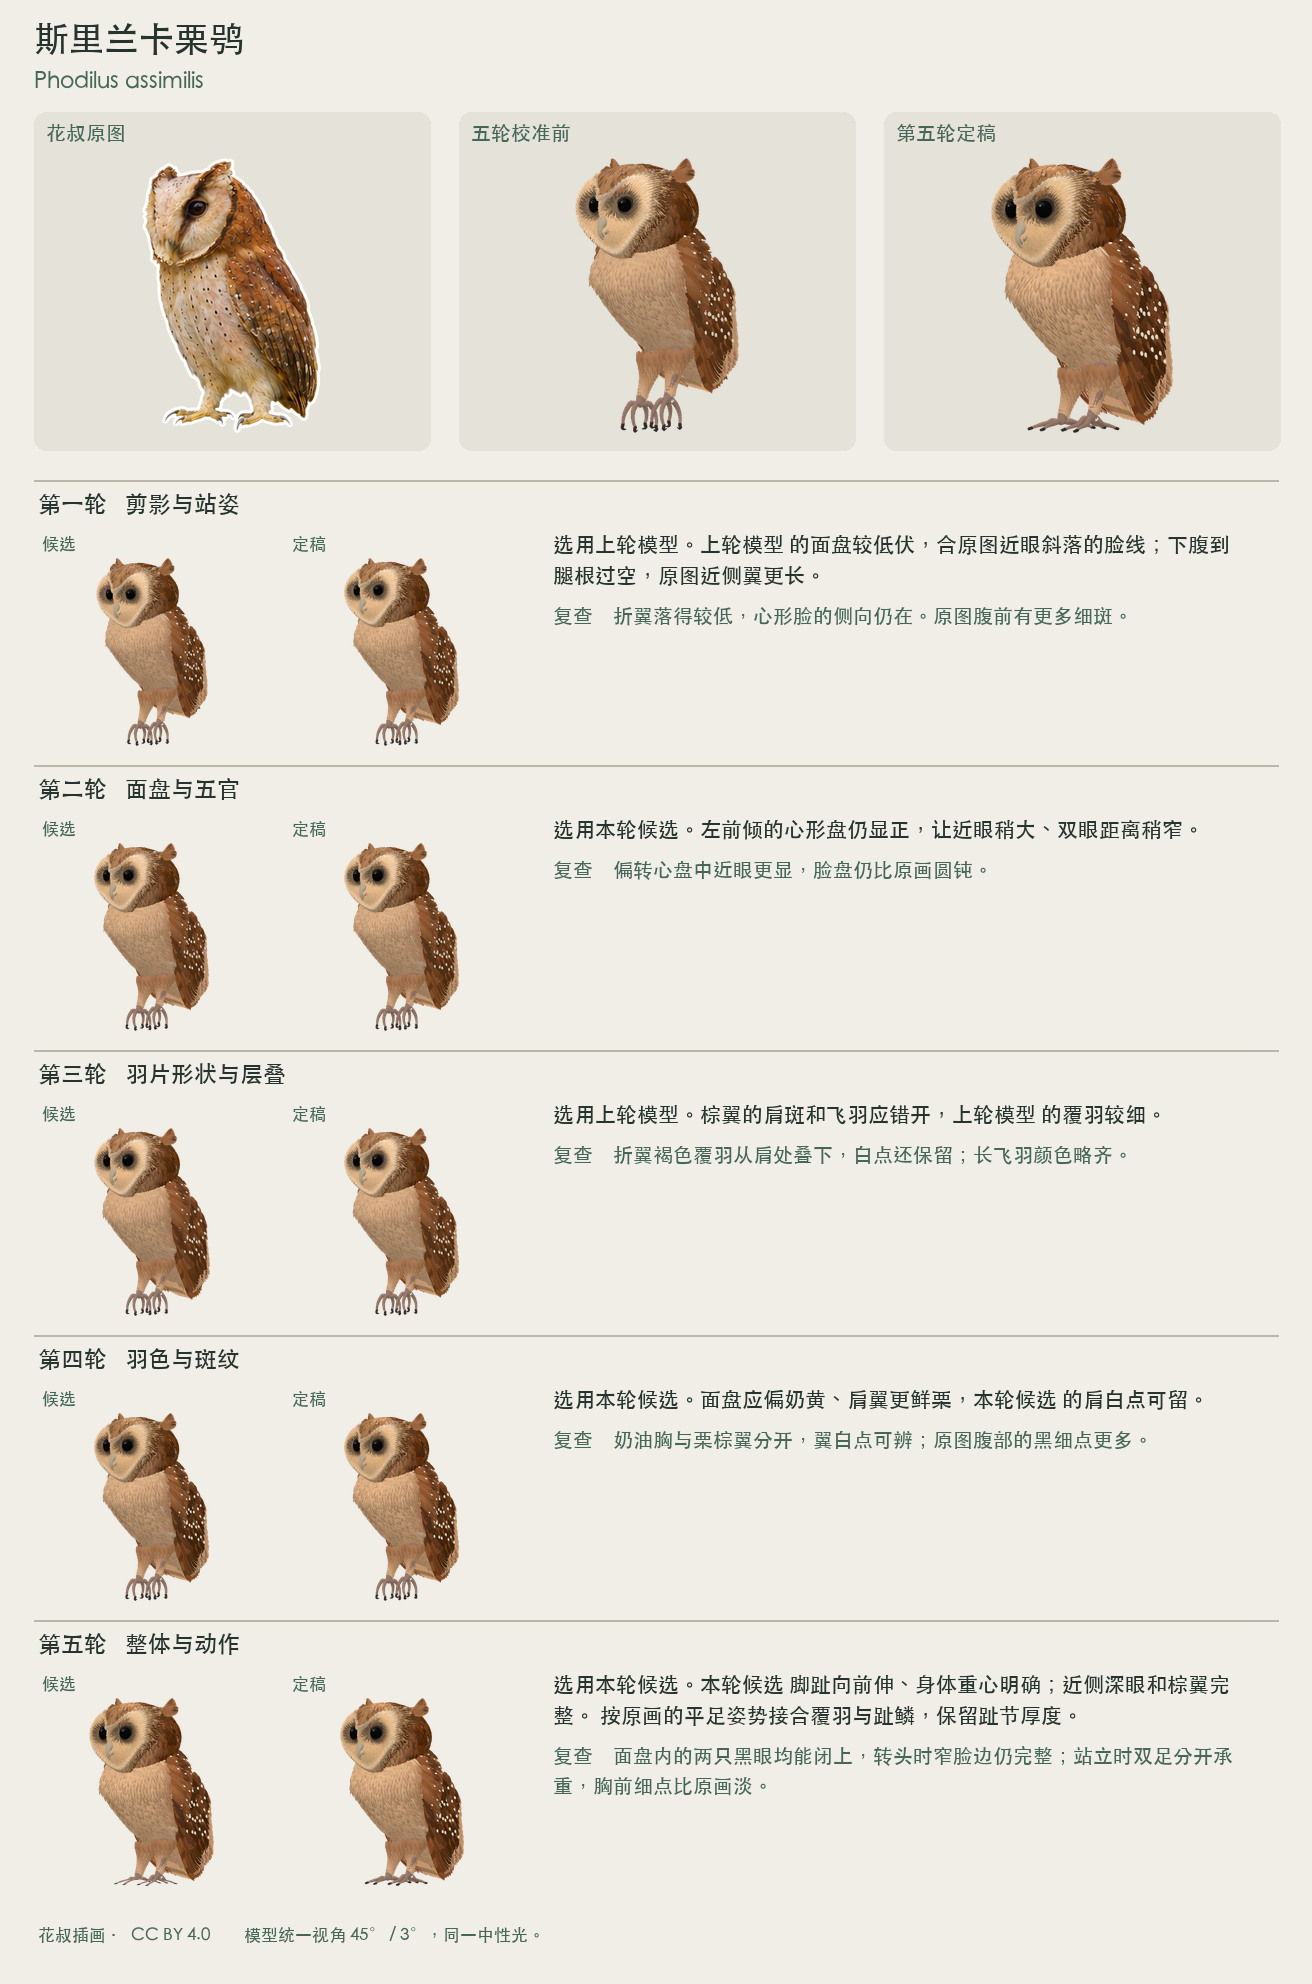 斯里兰卡栗鸮
Phodilus assimilis
花叔原图
五轮校准前
第五轮定稿
第一轮 剪影与站姿
候选
定稿
选用上轮模型。上轮模型 的面盘较低伏，合原图近眼斜落的脸线；下腹到
腿根过空，原图近侧翼更长。
复查 折翼落得较低，心形脸的侧向仍在。原图腹前有更多细斑。
第二轮 面盘与五官
候选
定稿
选用本轮候选。左前倾的心形盘仍显正，让近眼稍大、双眼距离稍窄。
复查 偏转心盘中近眼更显，脸盘仍比原画圆钝。
第三轮 羽片形状与层叠
候选
定稿
选用上轮模型。棕翼的肩斑和飞羽应错开，上轮模型 的覆羽较细。
复查 折翼褐色覆羽从肩处叠下，白点还保留；长飞羽颜色略齐。
第四轮 羽色与斑纹
候选
定稿
选用本轮候选。面盘应偏奶黄、肩翼更鲜栗，本轮候选 的肩白点可留。
复查 奶油胸与栗棕翼分开，翼白点可辨；原图腹部的黑细点更多。
第五轮 整体与动作
候选
定稿
选用本轮候选。本轮候选 脚趾向前伸、身体重心明确；近侧深眼和棕翼完
整。 按原画的平足姿势接合覆羽与趾鳞，保留趾节厚度。
复查 面盘内的两只黑眼均能闭上，转头时窄脸边仍完整；站立时双足分开承
重，胸前细点比原画淡。
花叔插画 · CC BY 4.0 模型统一视角 45° / 3° ，同一中性光。